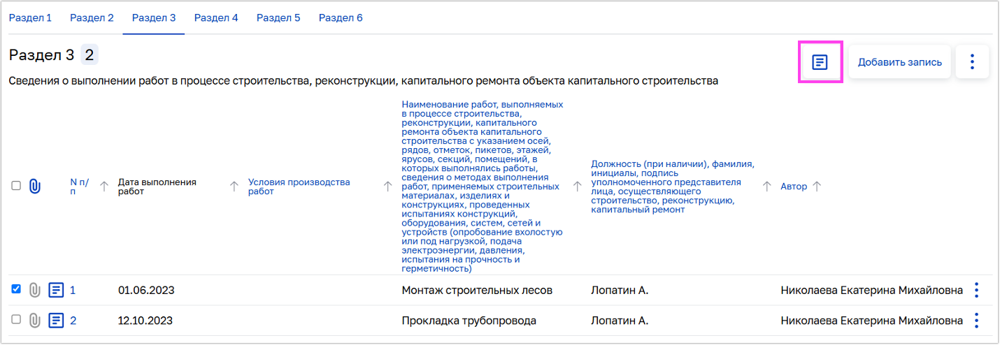 Раздел 1 Раздел 2 Раздел 3 Раздел 4 Раздел 5 Раздел 6
Раздел 3 2
Добавить запись
Сведения о выполнении работ в процессе строительства, реконструкции, капитального ремонта объекта капитального строительства
N п/
п
Дата выполнения
работ
Условия производства
работ
Наименование работ, выполняемых
в процессе строительства,
реконструкции, капитального
ремонта объекта капитального
строительства с указанием осей,
рядов, отметок, пикетов, этажей,
ярусов, секций, помещений, в
которых выполнялись работы,
сведения о методах выполнения
работ, применяемых строительных
материалах, изделиях и
конструкциях, проведенных
испытаниях конструкций,
оборудования, систем, сетей и
устройств (опробование вхолостую
или под нагрузкой, подача
электроэнергии, давления,
испытания на прочность и
герметичность)
Должность (при наличии), фамилия,
инициалы, подпись
уполномоченного представителя
лица, осуществляющего
строительство, реконструкцию,
капитальный ремонт
Автор
1 01.06.2023 Монтаж строительных лесов Лопатин А. Николаева Екатерина Михайловна
2 12.10.2023 Прокладка трубопровода Лопатин А. Николаева Екатерина Михайловна